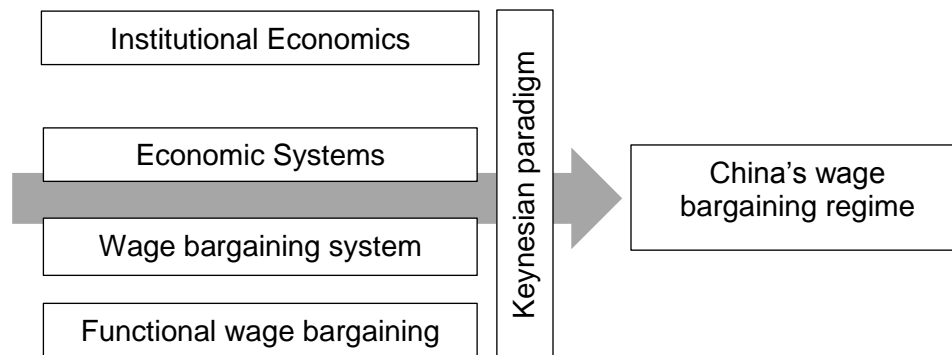 Institutional Economics
Economic Systems
Wage bargaining system
Functional wage bargaining
Keynesian paradigm
China’s wage
bargaining regime